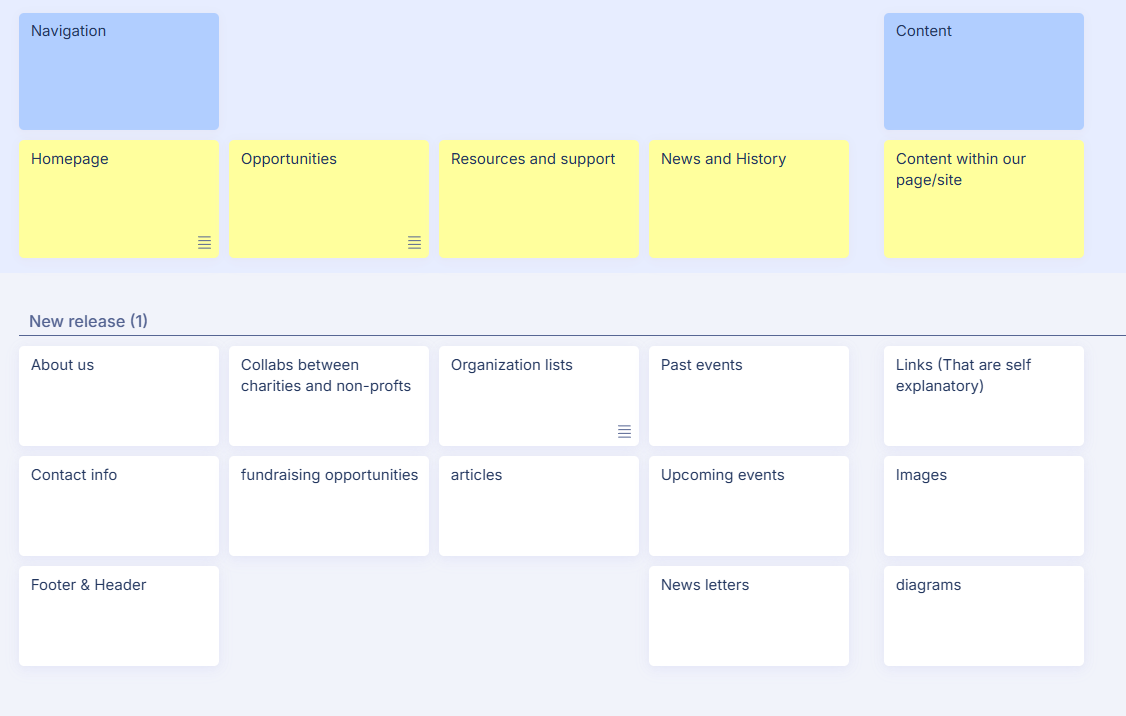 Navigation
Content
Homepage
Opportunities
Resources and support
News and History
Content within our
page/site
New release (1)
About us
Collabs between
charities and non-profts
Organization lists
Past events
Links (That are self
explanatory)
Contact info
fundraising opportunities
articles
Upcoming events
Images
Footer & Header
News letters
diagrams